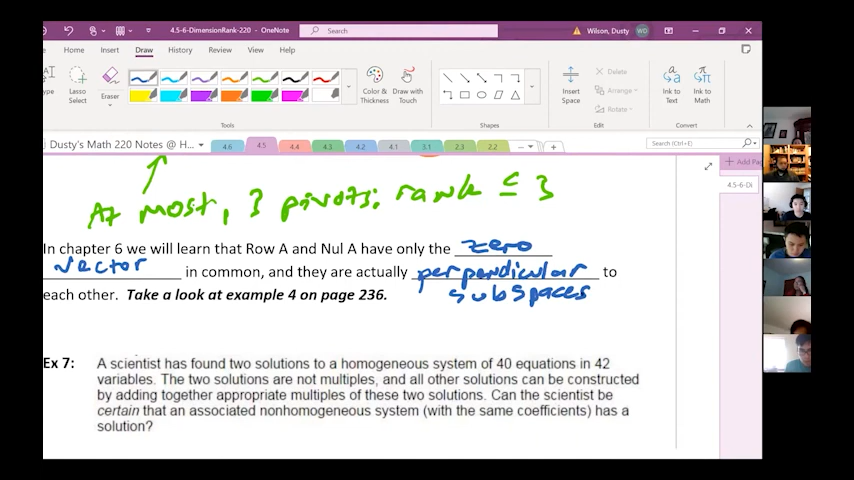 4.5-6-DimensionRank-220 - OneNote
Search
Wilson, Dusty
WD
Home Insert Draw History Review View Help
Type
Lasso Select
Eraser
Color & Thickness
Draw with Touch
Insert Space
Delete
Arrange
Rotate
Ink to Text
Ink to Math
Tools
Shapes
Edit
Convert
Dusty's Math 220 Notes @ H...
4.6 4.5 4.4 4.3 4.2 4.1 3.1 2.3 2.2
Search (Ctrl+E)
Add Pag
4.5-6-Di
At most, 3 pivots. rank ≤ 3
In chapter 6 we will learn that Row A and Nul A have only the zero
vector in common, and they are actually perpendicular to
subspaces
each other. Take a look at example 4 on page 236.
Ex 7: A scientist has found two solutions to a homogeneous system of 40 equations in 42
variables. The two solutions are not multiples, and all other solutions can be constructed
by adding together appropriate multiples of these two solutions. Can the scientist be
certain that an associated nonhomogeneous system (with the same coefficients) has a
solution?